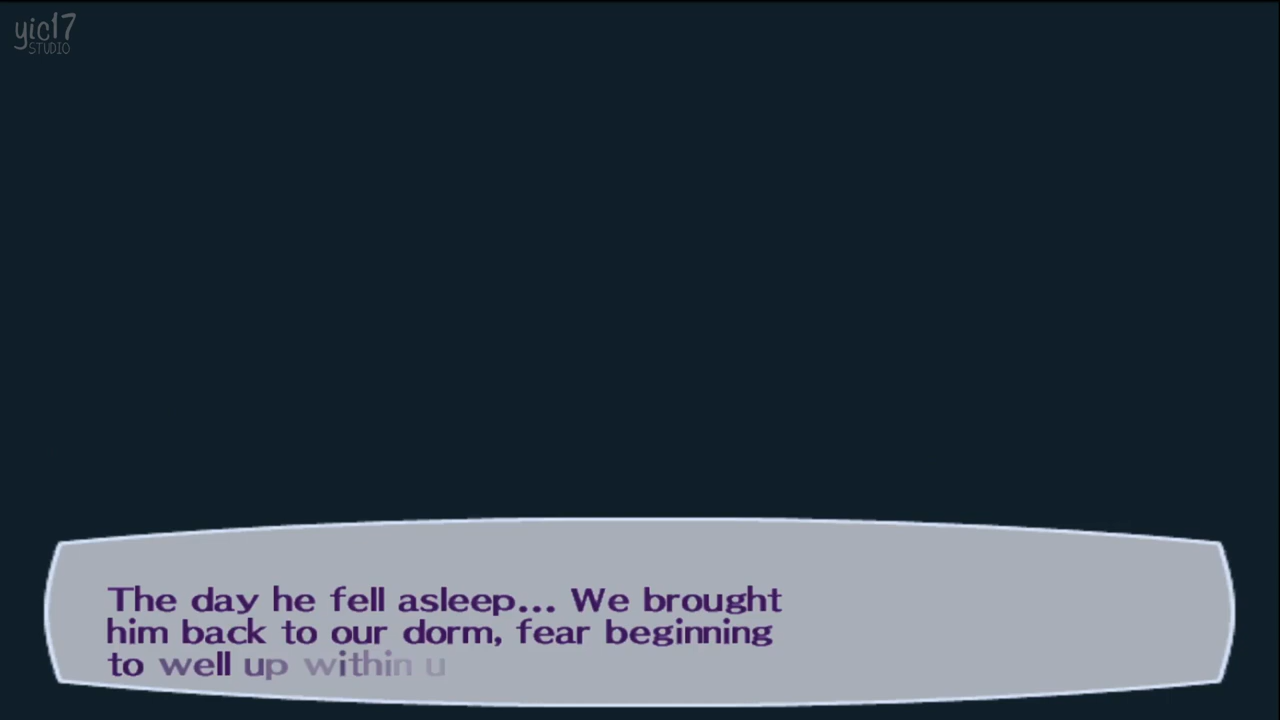 yic17
STUDIO
The day he fell asleep... We brought
him back to our dorm, fear beginning
to well up within u